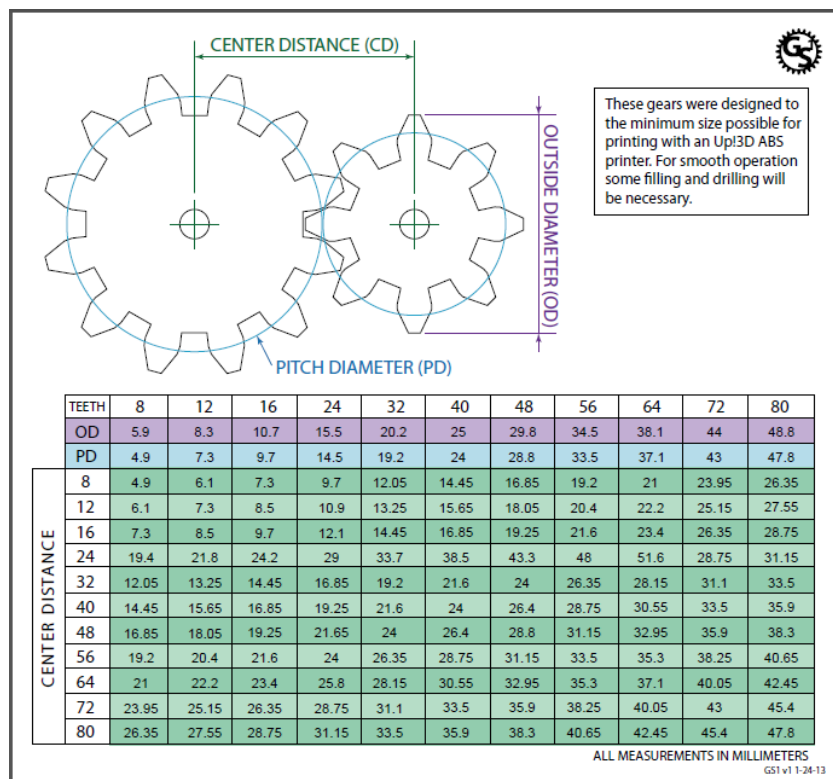 CENTER DISTANCE (CD)
GS
These gears were designed to
the minimum size possible for
printing with an Up!3D ABS
printer. For smooth operation
some filling and drilling will
be necessary.
OUTSIDE DIAMETER (OD)
PITCH DIAMETER (PD)
TEETH 8 12 16 24 32 40 48 56 64 72 80
OD 5.9 8.3 10.7 15.5 20.2 25 29.8 34.5 38.1 44 48.8
PD 4.9 7.3 9.7 14.5 19.2 24 28.8 33.5 37.1 43 47.8
CENTER DISTANCE
8 4.9 6.1 7.3 9.7 12.05 14.45 16.85 19.2 21 23.95 26.35
12 6.1 7.3 8.5 10.9 13.25 15.65 18.05 20.4 22.2 25.15 27.55
16 7.3 8.5 9.7 12.1 14.45 16.85 19.25 21.6 23.4 26.35 28.75
24 19.4 21.8 24.2 29 33.7 38.5 43.3 48 51.6 28.75 31.15
32 12.05 13.25 14.45 16.85 19.2 21.6 24 26.35 28.15 31.1 33.5
40 14.45 15.65 16.85 19.25 21.6 24 26.4 28.75 30.55 33.5 35.9
48 16.85 18.05 19.25 21.65 24 26.4 28.8 31.15 32.95 35.9 38.3
56 19.2 20.4 21.6 24 26.35 28.75 31.15 33.5 35.3 38.25 40.65
64 21 22.2 23.4 25.8 28.15 30.55 32.95 35.3 37.1 40.05 42.45
72 23.95 25.15 26.35 28.75 31.1 33.5 35.9 38.25 40.05 43 45.4
80 26.35 27.55 28.75 31.15 33.5 35.9 38.3 40.65 42.45 45.4 47.8
ALL MEASUREMENTS IN MILLIMETERS
GS1 v1 1-24-13